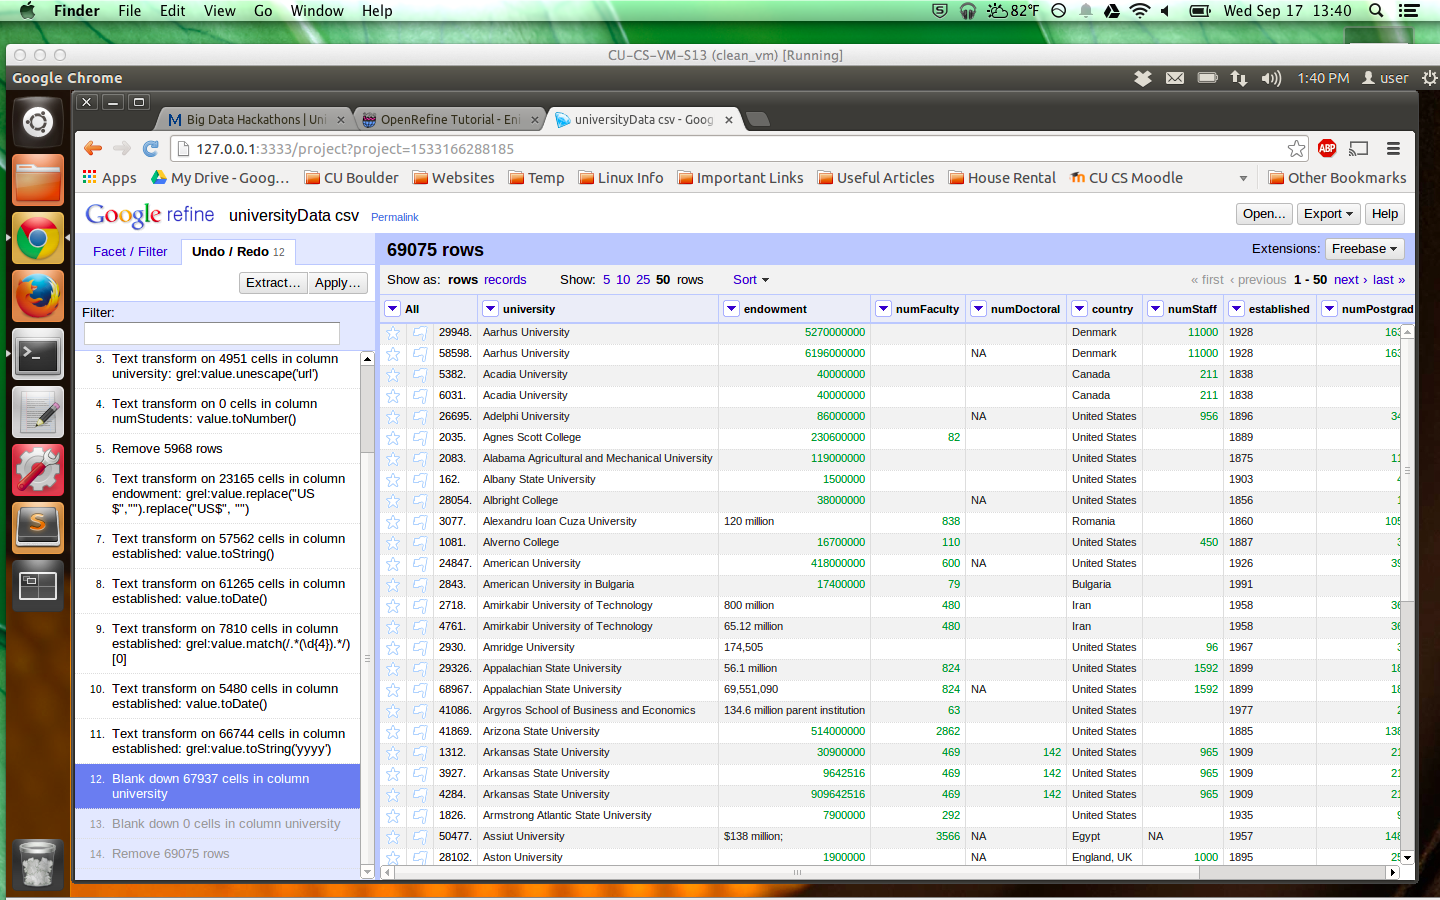 Finder File Edit View Go Window Help 82°F Wed Sep 17 13:40
CU-CS-VM-S13 (clean_vm) [Running]
Google Chrome 1:40 PM user
Big Data Hackathons | Uni OpenRefine Tutorial - Eni universityData csv - Goog
127.0.0.1:3333/project?project=1533166288185 ABP
Apps My Drive - Goog... CU Boulder Websites Temp Linux Info Important Links Useful Articles House Rental CU CS Moodle Other Bookmarks
Google refine universityData csv Permalink Open... Export Help
Facet / Filter Undo / Redo 12 69075 rows Extensions: Freebase
Extract... Apply... Show as: rows records Show: 5 10 25 50 rows Sort « first ‹ previous 1 - 50 next › last »
Filter:
3. Text transform on 4951 cells in column
university: grel:value.unescape('url')
4. Text transform on 0 cells in column
numStudents: value.toNumber()
5. Remove 5968 rows
6. Text transform on 23165 cells in column
endowment: grel:value.replace("US
$","").replace("US$", "")
7. Text transform on 57562 cells in column
established: value.toString()
8. Text transform on 61265 cells in column
established: value.toDate()
9. Text transform on 7810 cells in column
established: grel:value.match(/.*(\d{4}).*/)
[0]
10. Text transform on 5480 cells in column
established: value.toDate()
11. Text transform on 66744 cells in column
established: grel:value.toString('yyyy')
12. Blank down 67937 cells in column
university
13. Blank down 0 cells in column university
14. Remove 69075 rows
All university endowment numFaculty numDoctoral country numStaff established numPostgrad
29948. Aarhus University 5270000000 Denmark 11000 1928 163
58598. Aarhus University 6196000000 NA Denmark 11000 1928 163
5382. Acadia University 40000000 Canada 211 1838
6031. Acadia University 40000000 Canada 211 1838
26695. Adelphi University 86000000 NA United States 956 1896 34
2035. Agnes Scott College 230600000 82 United States 1889
2083. Alabama Agricultural and Mechanical University 119000000 United States 1875 11
162. Albany State University 1500000 United States 1903 4
28054. Albright College 38000000 NA United States 1856 1
3077. Alexandru Ioan Cuza University 120 million 838 Romania 1860 105
1081. Alverno College 16700000 110 United States 450 1887 3
24847. American University 418000000 600 NA United States 1926 39
2843. American University in Bulgaria 17400000 79 Bulgaria 1991
2718. Amirkabir University of Technology 800 million 480 Iran 1958 36
4761. Amirkabir University of Technology 65.12 million 480 Iran 1958 36
2930. Amridge University 174,505 United States 96 1967 3
29326. Appalachian State University 56.1 million 824 United States 1592 1899 18
68967. Appalachian State University 69,551,090 824 NA United States 1592 1899 18
41086. Argyros School of Business and Economics 134.6 million parent institution 63 United States 1977 2
41869. Arizona State University 514000000 2862 United States 1885 138
1312. Arkansas State University 30900000 469 142 United States 965 1909 21
3927. Arkansas State University 9642516 469 142 United States 965 1909 21
4284. Arkansas State University 909642516 469 142 United States 965 1909 21
1826. Armstrong Atlantic State University 7900000 292 United States 1935 9
50477. Assiut University $138 million; 3566 NA Egypt NA 1957 148
28102. Aston University 1900000 NA England, UK 1000 1895 25